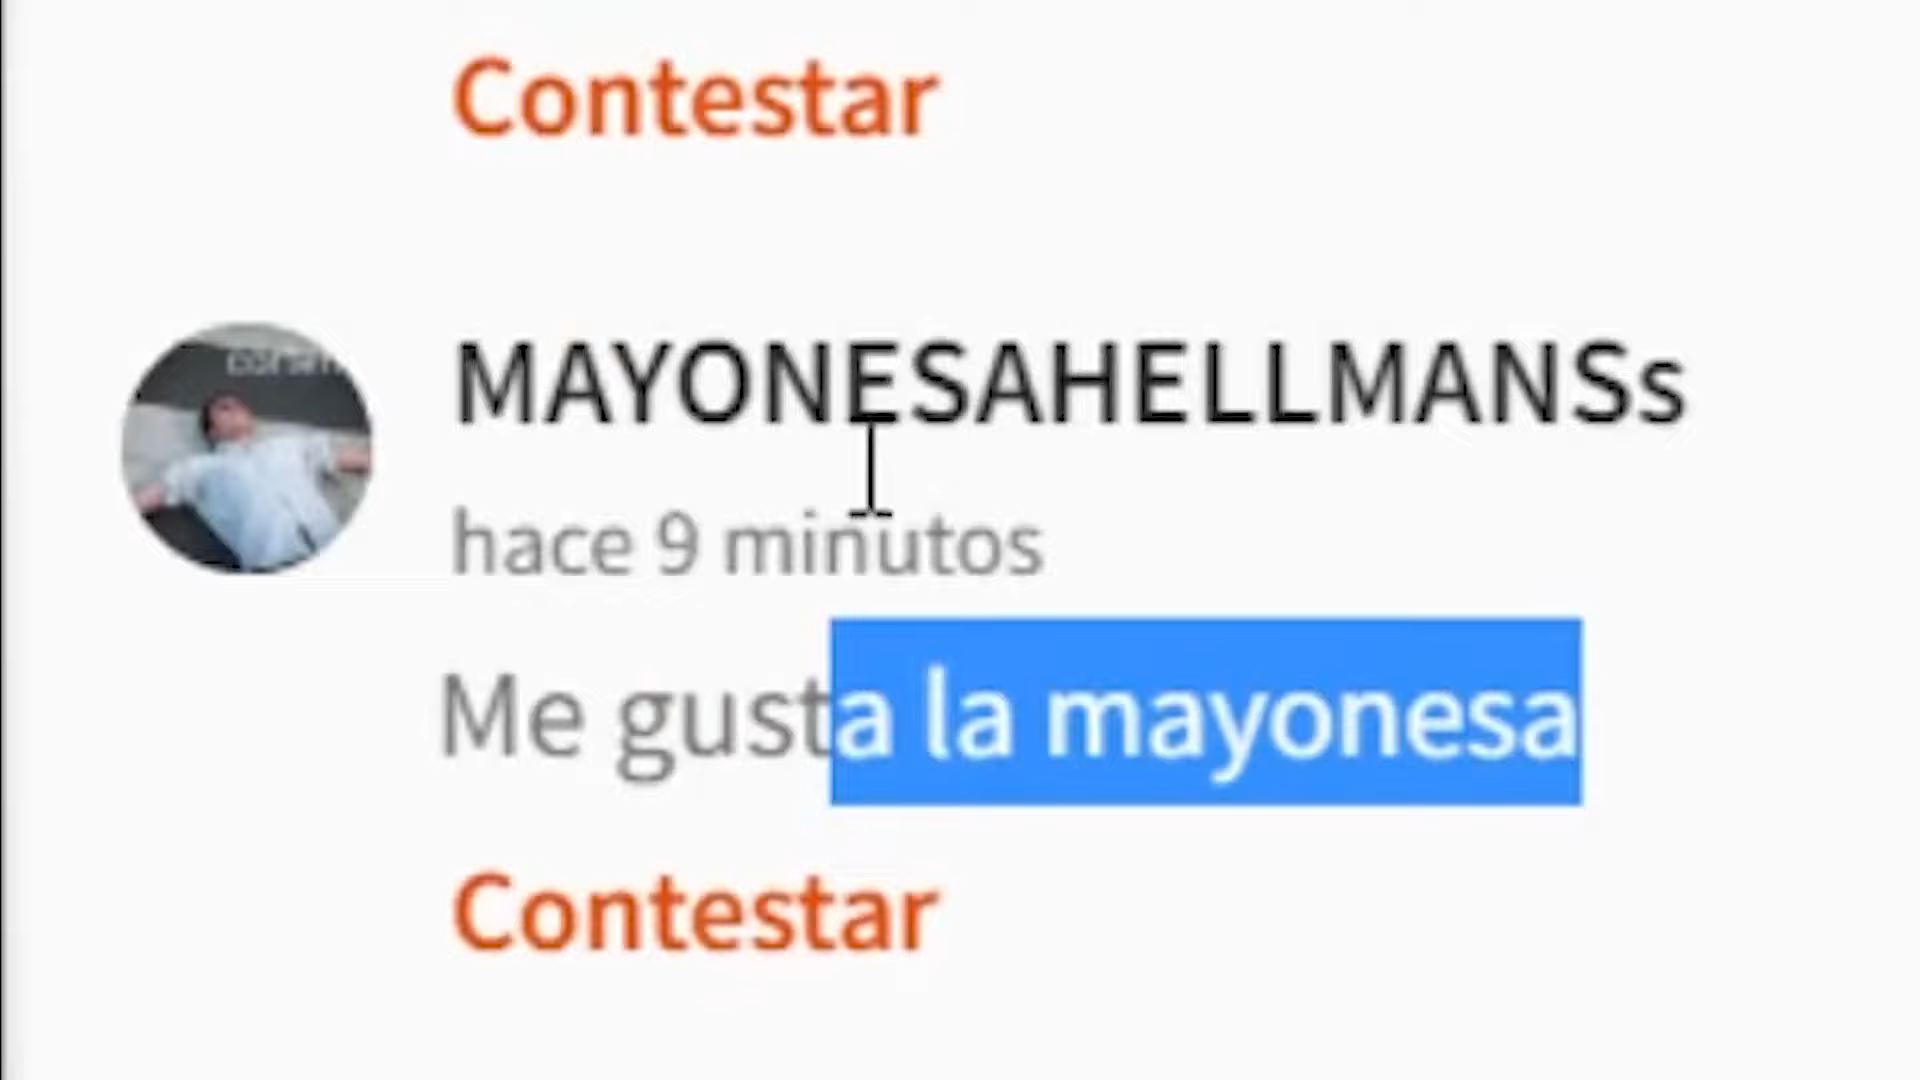 Contestar
MAYONESAHELLMANSs
hace 9 minutos
Me gusta la mayonesa
Contestar